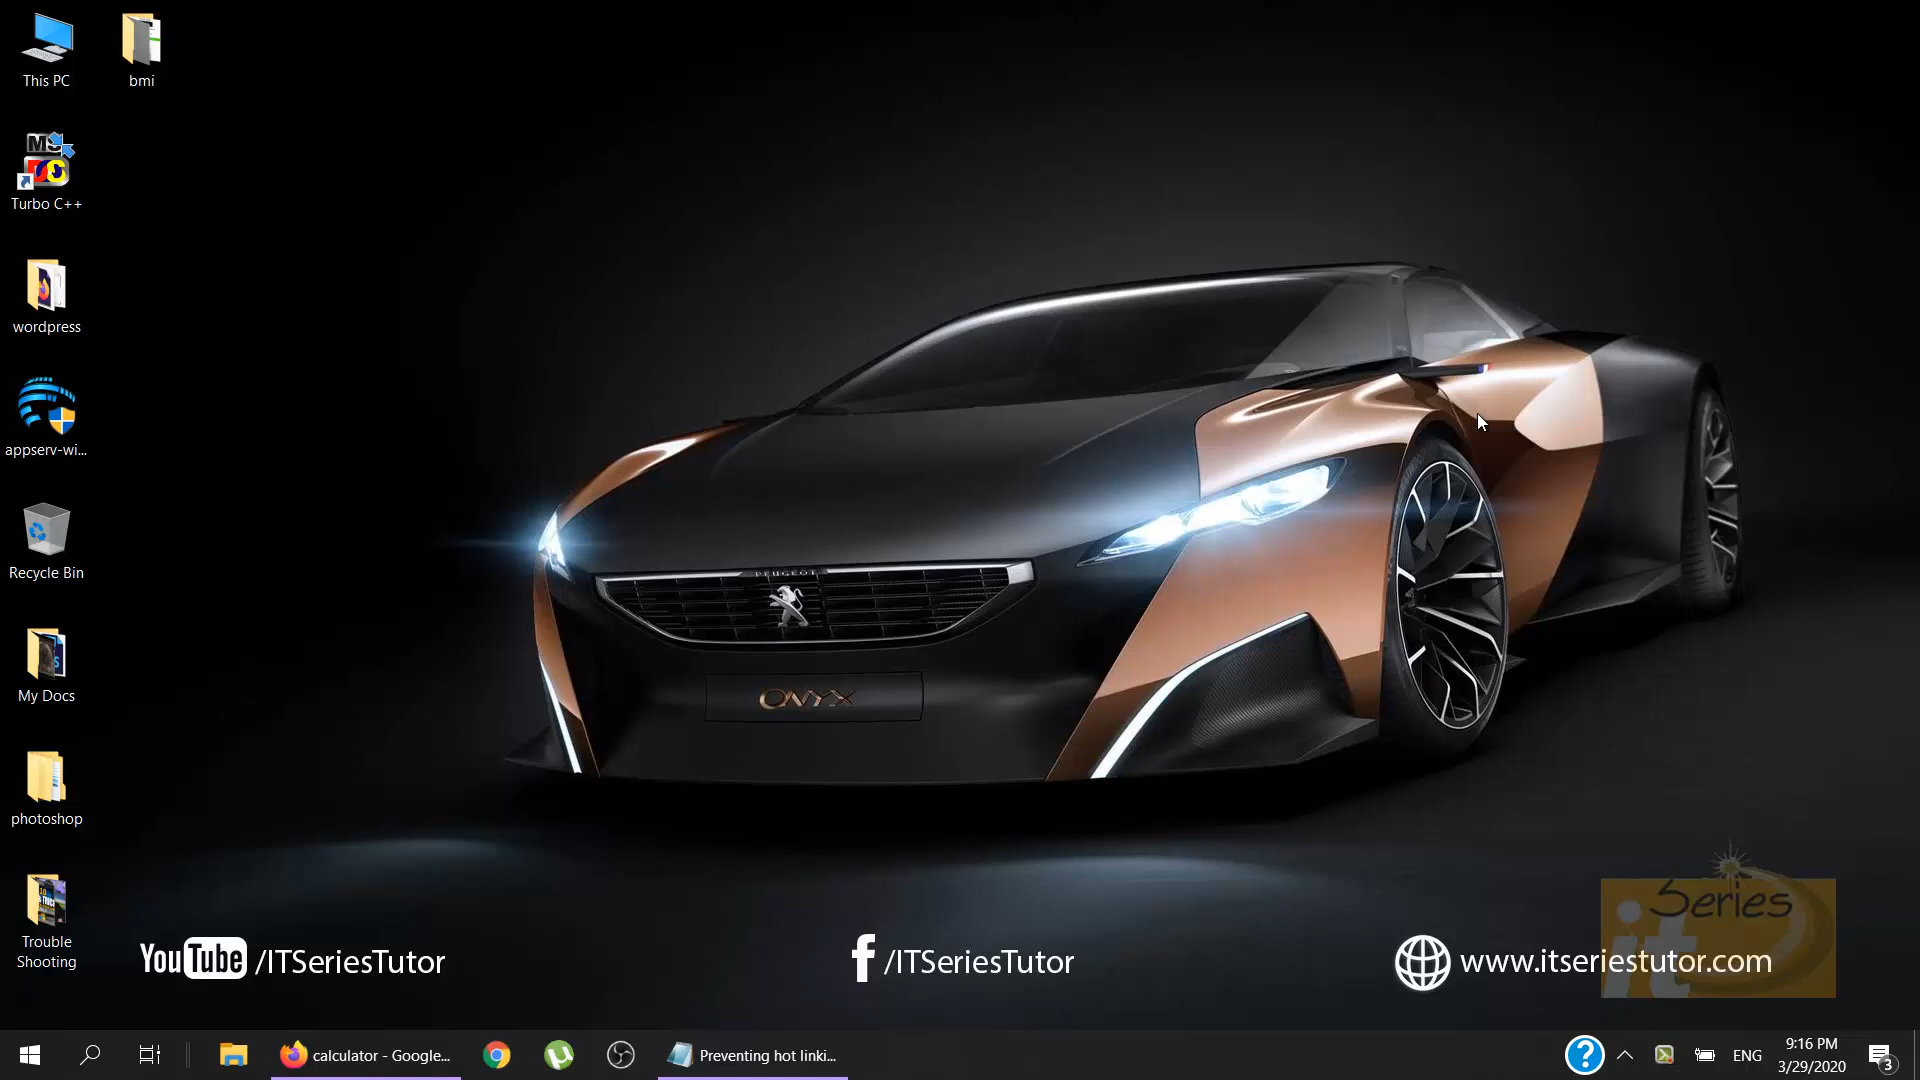 This PC
bmi
Turbo C++
wordpress
appserv-wi...
Recycle Bin
My Docs
photoshop
Trouble
Shooting
PEUGEOT
ONYX
YouTube /ITSeriesTutor
f /ITSeriesTutor
www.itseriestutor.com
it Series
calculator - Google...
Preventing hot linki...
ENG
9:16 PM
3/29/2020
3